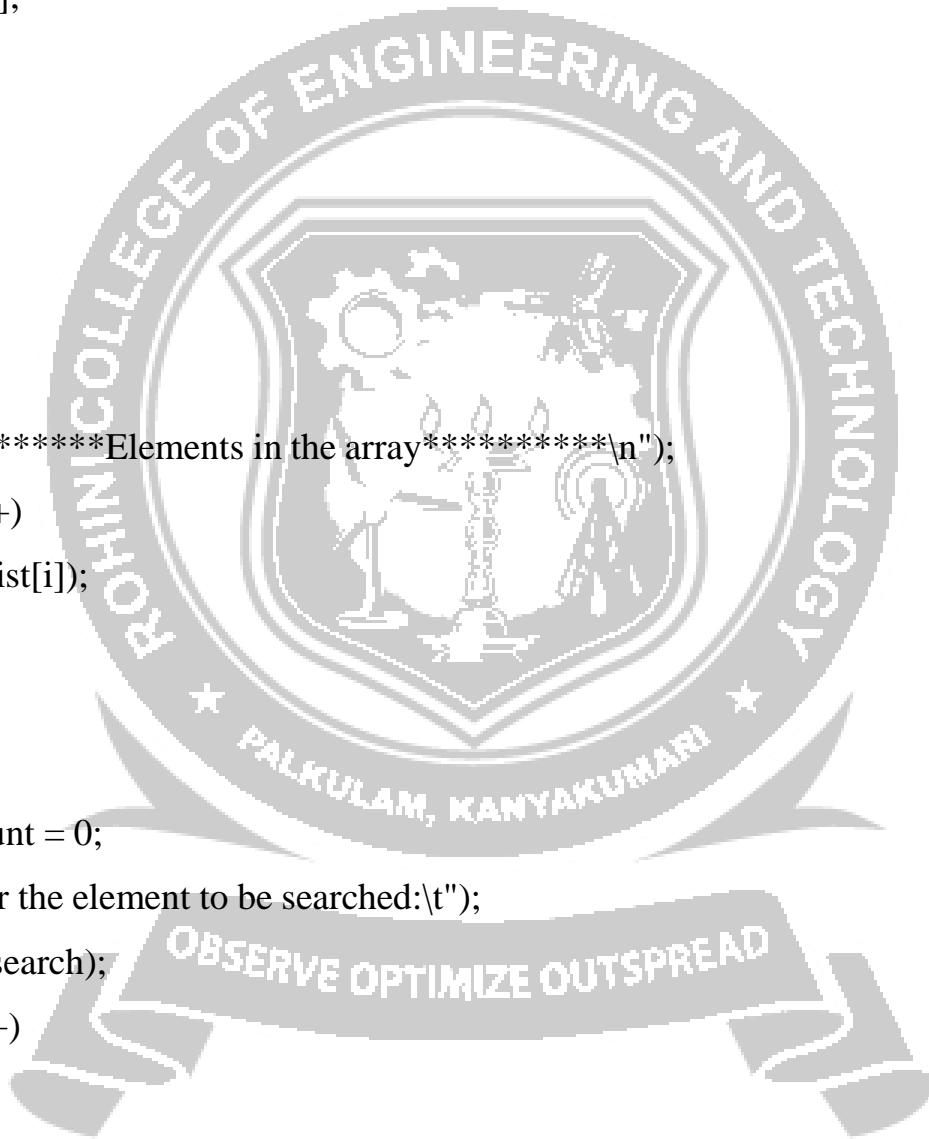 ];
ROHINI COLLEGE OF ENGINEERING AND TECHNOLOGY
******Elements in the array**********\n");
+)
ist[i]);
PALKULAM, KANYAKUMARI
unt = 0;
r the element to be searched:\t");
search);
OBSERVE OPTIMIZE OUTSPREAD
+)